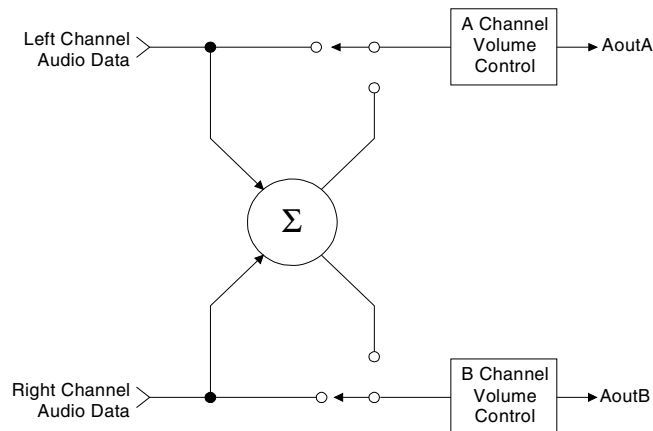 Left Channel
Audio Data
A Channel
Volume
Control
AoutA
Σ
Right Channel
Audio Data
B Channel
Volume
Control
AoutB